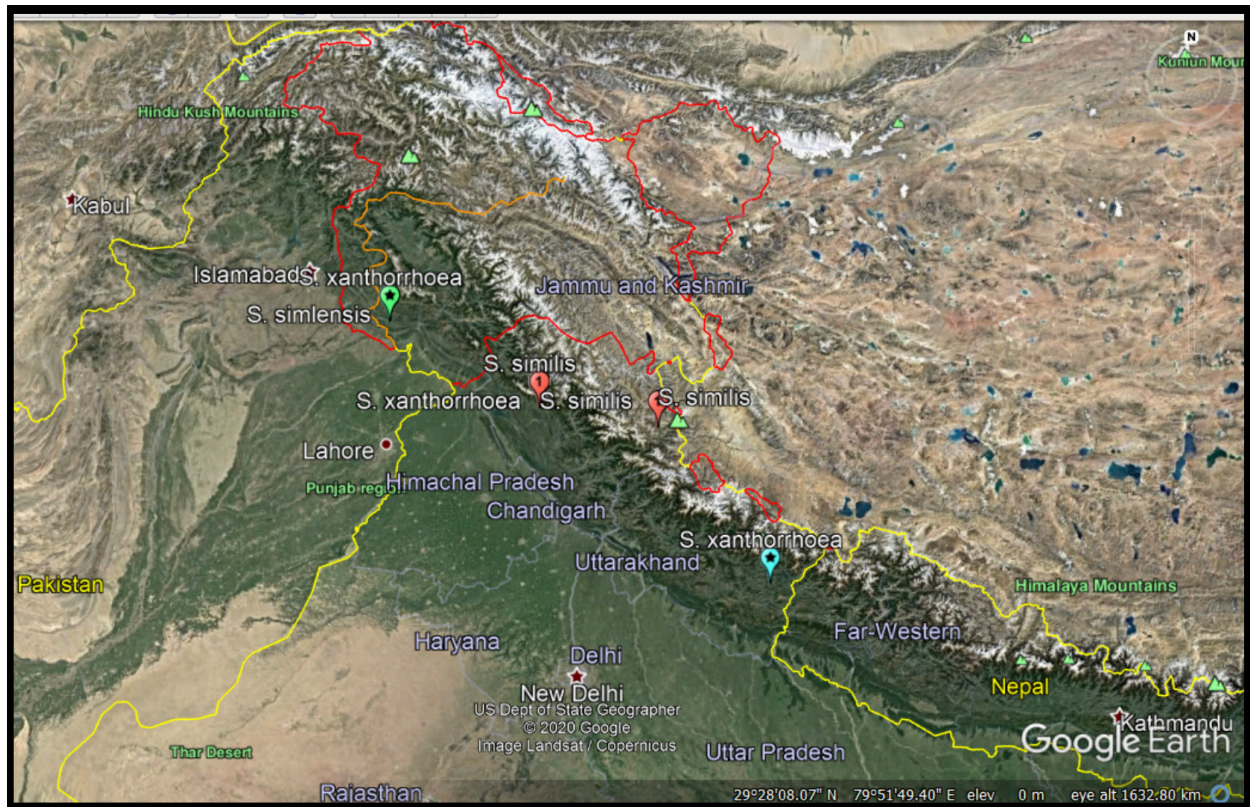 N
Kunlun Moun
Hindu Kush Mountains
Kabul
Islamabad
S. xanthorrhoea
Jammu and Kashmir
S. simlensis
S. similis
1
S. xanthorrhoea
S. similis
S. similis
Lahore
Punjab regi
Himachal Pradesh
Chandigarh
S. xanthorrhoea
Uttarakhand
Pakistan
Himalaya Mountains
Haryana
Far-Western
Delhi
Nepal
New Delhi
US Dept of State Geographer
© 2020 Google
Image Landsat / Copernicus
Kathmandu
Google Earth
Thar Desert
Uttar Pradesh
Rajasthan
29°28'08.07" N 79°51'49.40" E elev 0 m eye alt 1632.80 km